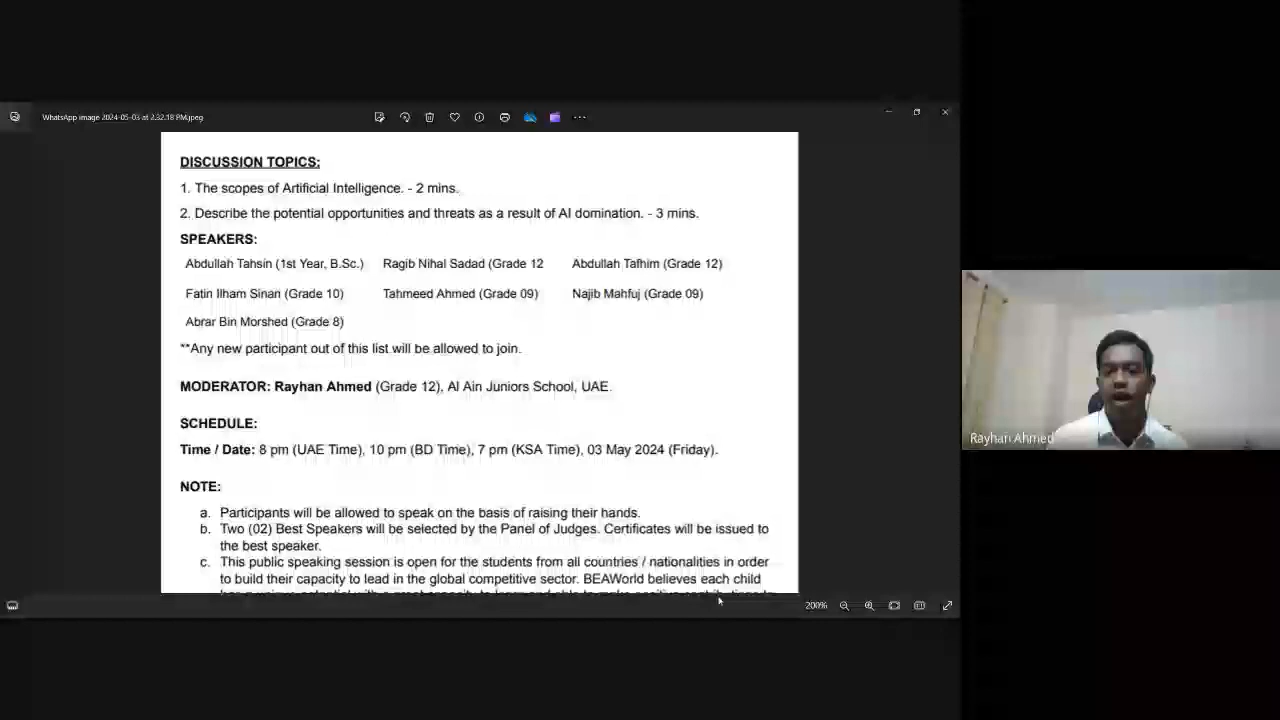 WhatsApp image 2024-05-03 at 2.32.18 PM.jpeg
DISCUSSION TOPICS:
1. The scopes of Artificial Intelligence. - 2 mins.
2. Describe the potential opportunities and threats as a result of AI domination. - 3 mins.
SPEAKERS:
Abdullah Tahsin (1st Year, B.Sc.) Ragib Nihal Sadad (Grade 12 Abdullah Tafhim (Grade 12)
Fatin Ilham Sinan (Grade 10) Tahmeed Ahmed (Grade 09) Najib Mahfuj (Grade 09)
Abrar Bin Morshed (Grade 8)
**Any new participant out of this list will be allowed to join.
MODERATOR: Rayhan Ahmed (Grade 12), Al Ain Juniors School, UAE.
SCHEDULE:
Time / Date: 8 pm (UAE Time), 10 pm (BD Time), 7 pm (KSA Time), 03 May 2024 (Friday).
NOTE:
a. Participants will be allowed to speak on the basis of raising their hands.
b. Two (02) Best Speakers will be selected by the Panel of Judges. Certificates will be issued to
the best speaker.
c. This public speaking session is open for the students from all countries / nationalities in order
to build their capacity to lead in the global competitive sector. BEAWorld believes each child
200%
Rayhan Ahmed